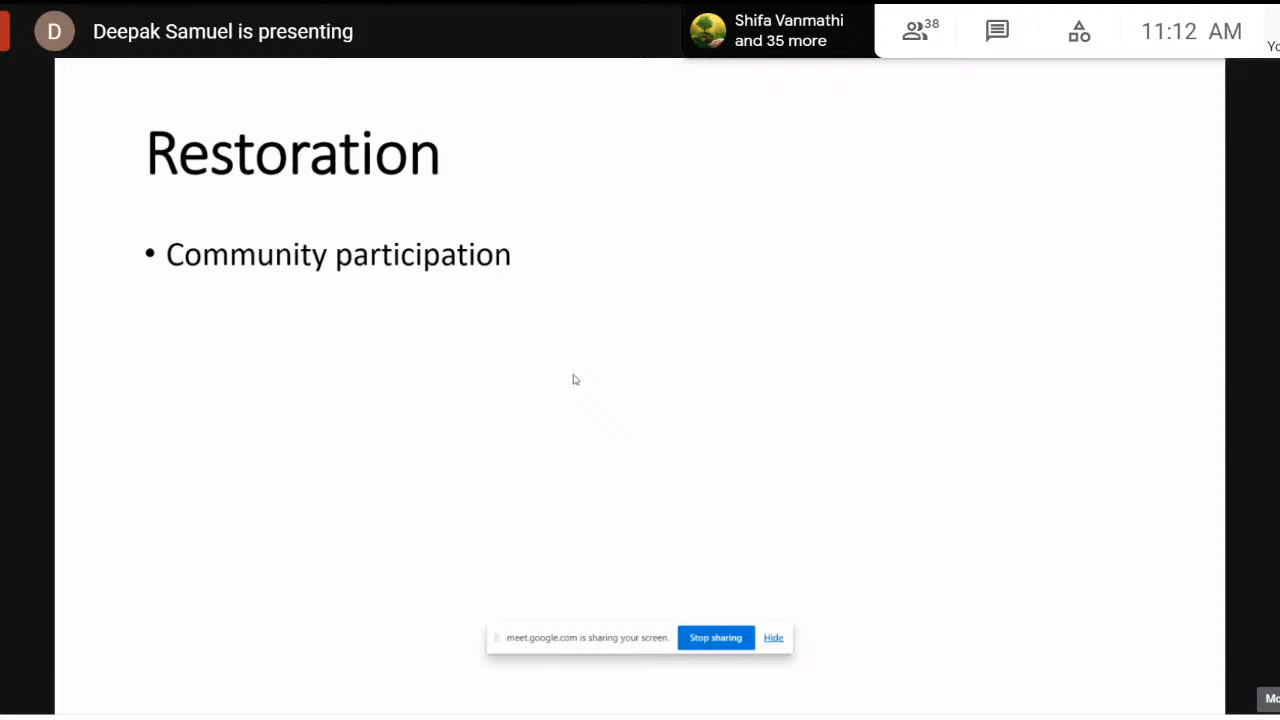 D
Deepak Samuel is presenting
Shifa Vanmathi
and 35 more
38
11:12 AM
Restoration
• Community participation
meet.google.com is sharing your screen.
Stop sharing
Hide